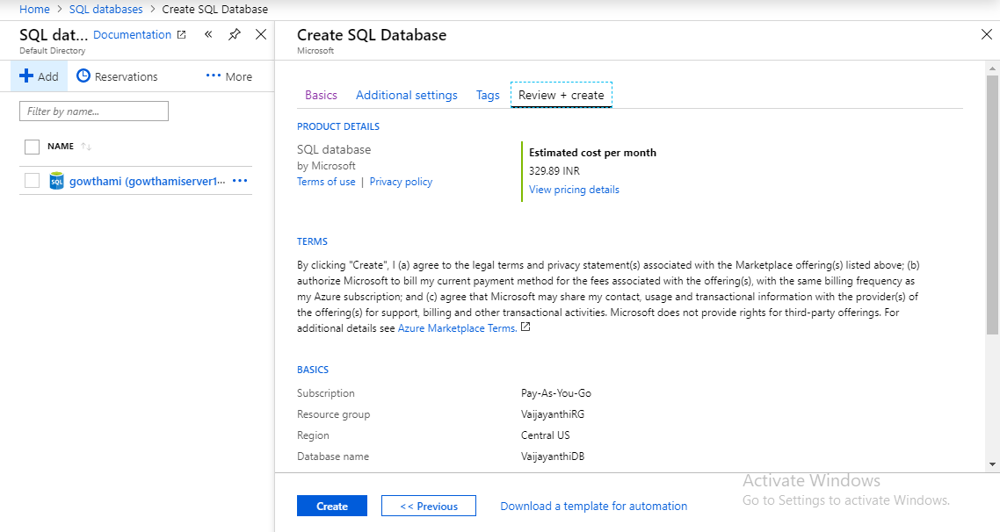 Home > SQL databases > Create SQL Database
SQL dat... Documentation
Default Directory
Add Reservations ... More
Filter by name...
NAME
SQL gowthami (gowthamiserver1...
Create SQL Database
Microsoft
Basics Additional settings Tags Review + create
PRODUCT DETAILS
SQL database
by Microsoft
Terms of use | Privacy policy
Estimated cost per month
329.89 INR
View pricing details
TERMS
By clicking "Create", I (a) agree to the legal terms and privacy statement(s) associated with the Marketplace offering(s) listed above; (b)
authorize Microsoft to bill my current payment method for the fees associated with the offering(s), with the same billing frequency as
my Azure subscription; and (c) agree that Microsoft may share my contact, usage and transactional information with the provider(s) of
the offering(s) for support, billing and other transactional activities. Microsoft does not provide rights for third-party offerings. For
additional details see Azure Marketplace Terms.
BASICS
Subscription Pay-As-You-Go
Resource group VaijayanthiRG
Region Central US
Database name VaijayanthiDB
Create << Previous Download a template for automation
Activate Windows
Go to Settings to activate Windows.